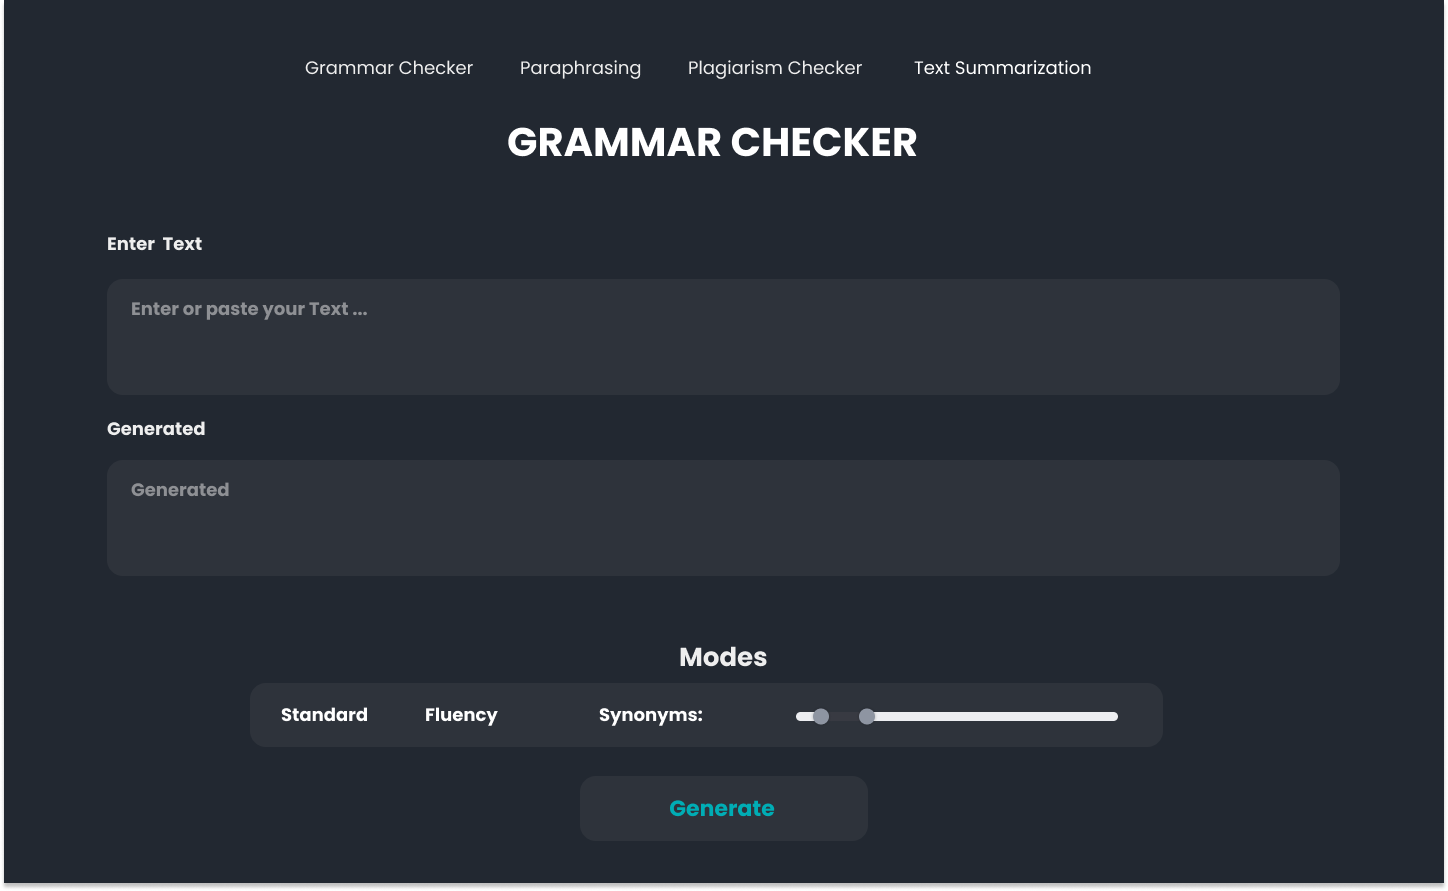 Grammar Checker Paraphrasing Plagiarism Checker Text Summarization
GRAMMAR CHECKER
Enter Text
Enter or paste your Text ...
Generated
Generated
Modes
Standard Fluency Synonyms:
Generate